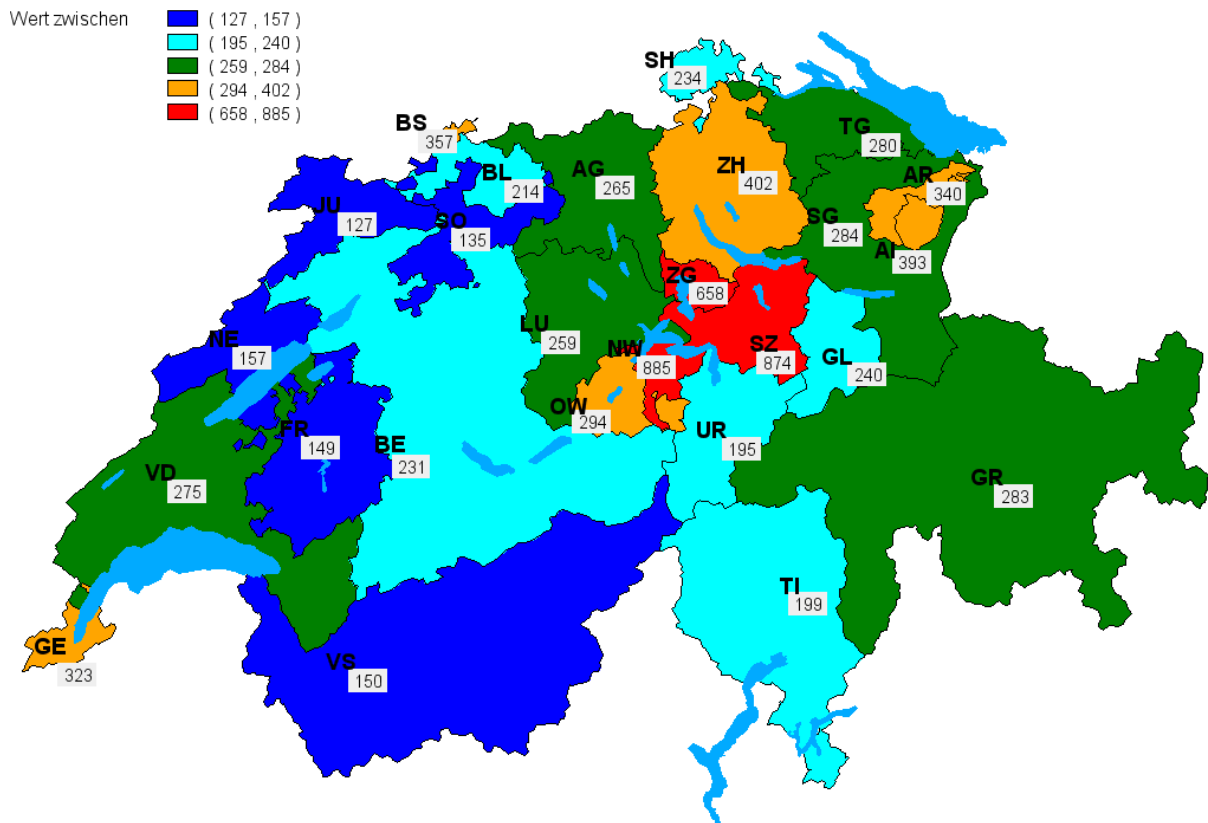 Wert zwischen
( 127 , 157 )
( 195 , 240 )
( 259 , 284 )
( 294 , 402 )
( 658 , 885 )
SH
234
BS
357
TG
280
BL
214
AG
265
ZH
402
AR
340
JU
127
SO
135
SG
284
AI
393
ZG
658
NE
157
LU
259
NW
885
SZ
874
GL
240
OW
294
FR
149
BE
231
UR
195
VD
275
GR
283
TI
199
GE
323
VS
150